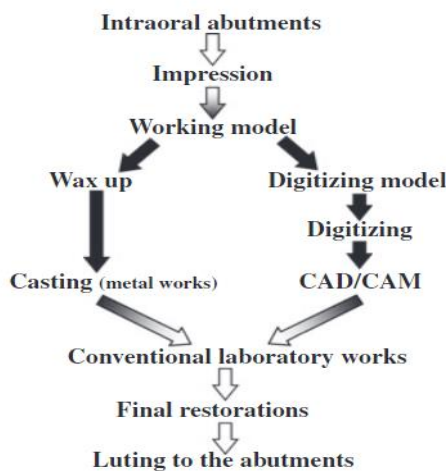 Intraoral abutments
Impression
Working model
Wax up
Digitizing model
Digitizing
Casting (metal works)
CAD/CAM
Conventional laboratory works
Final restorations
Luting to the abutments